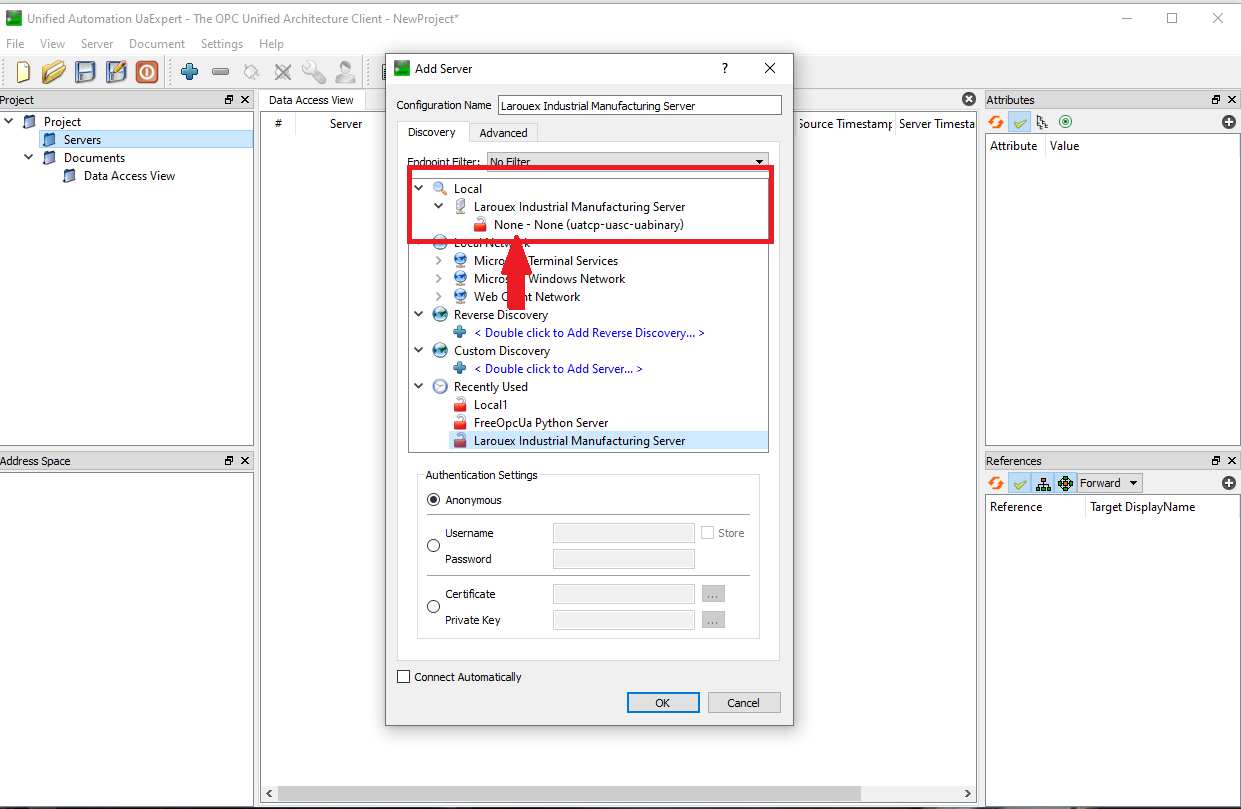 Unified Automation UaExpert - The OPC Unified Architecture Client - NewProject*
File View Server Document Settings Help
Project
Project
Servers
Documents
Data Access View
Address Space
Data Access View
# Server
Source Timestamp Server Timesta
Add Server
?
Configuration Name Larouex Industrial Manufacturing Server
Discovery Advanced
Endpoint Filter: No Filter
Local
Larouex Industrial Manufacturing Server
None - None (uatcp-uasc-uabinary)
Local Network
Terminal Services
Windows Network
Web Network
Reverse Discovery
< Double click to Add Reverse Discovery... >
Custom Discovery
< Double click to Add Server... >
Recently Used
Local1
FreeOpcUa Python Server
Larouex Industrial Manufacturing Server
Authentication Settings
Anonymous
Username
Store
Password
Certificate
...
Private Key
...
Connect Automatically
OK Cancel
Attributes
Attribute Value
References
Forward
Reference Target DisplayName